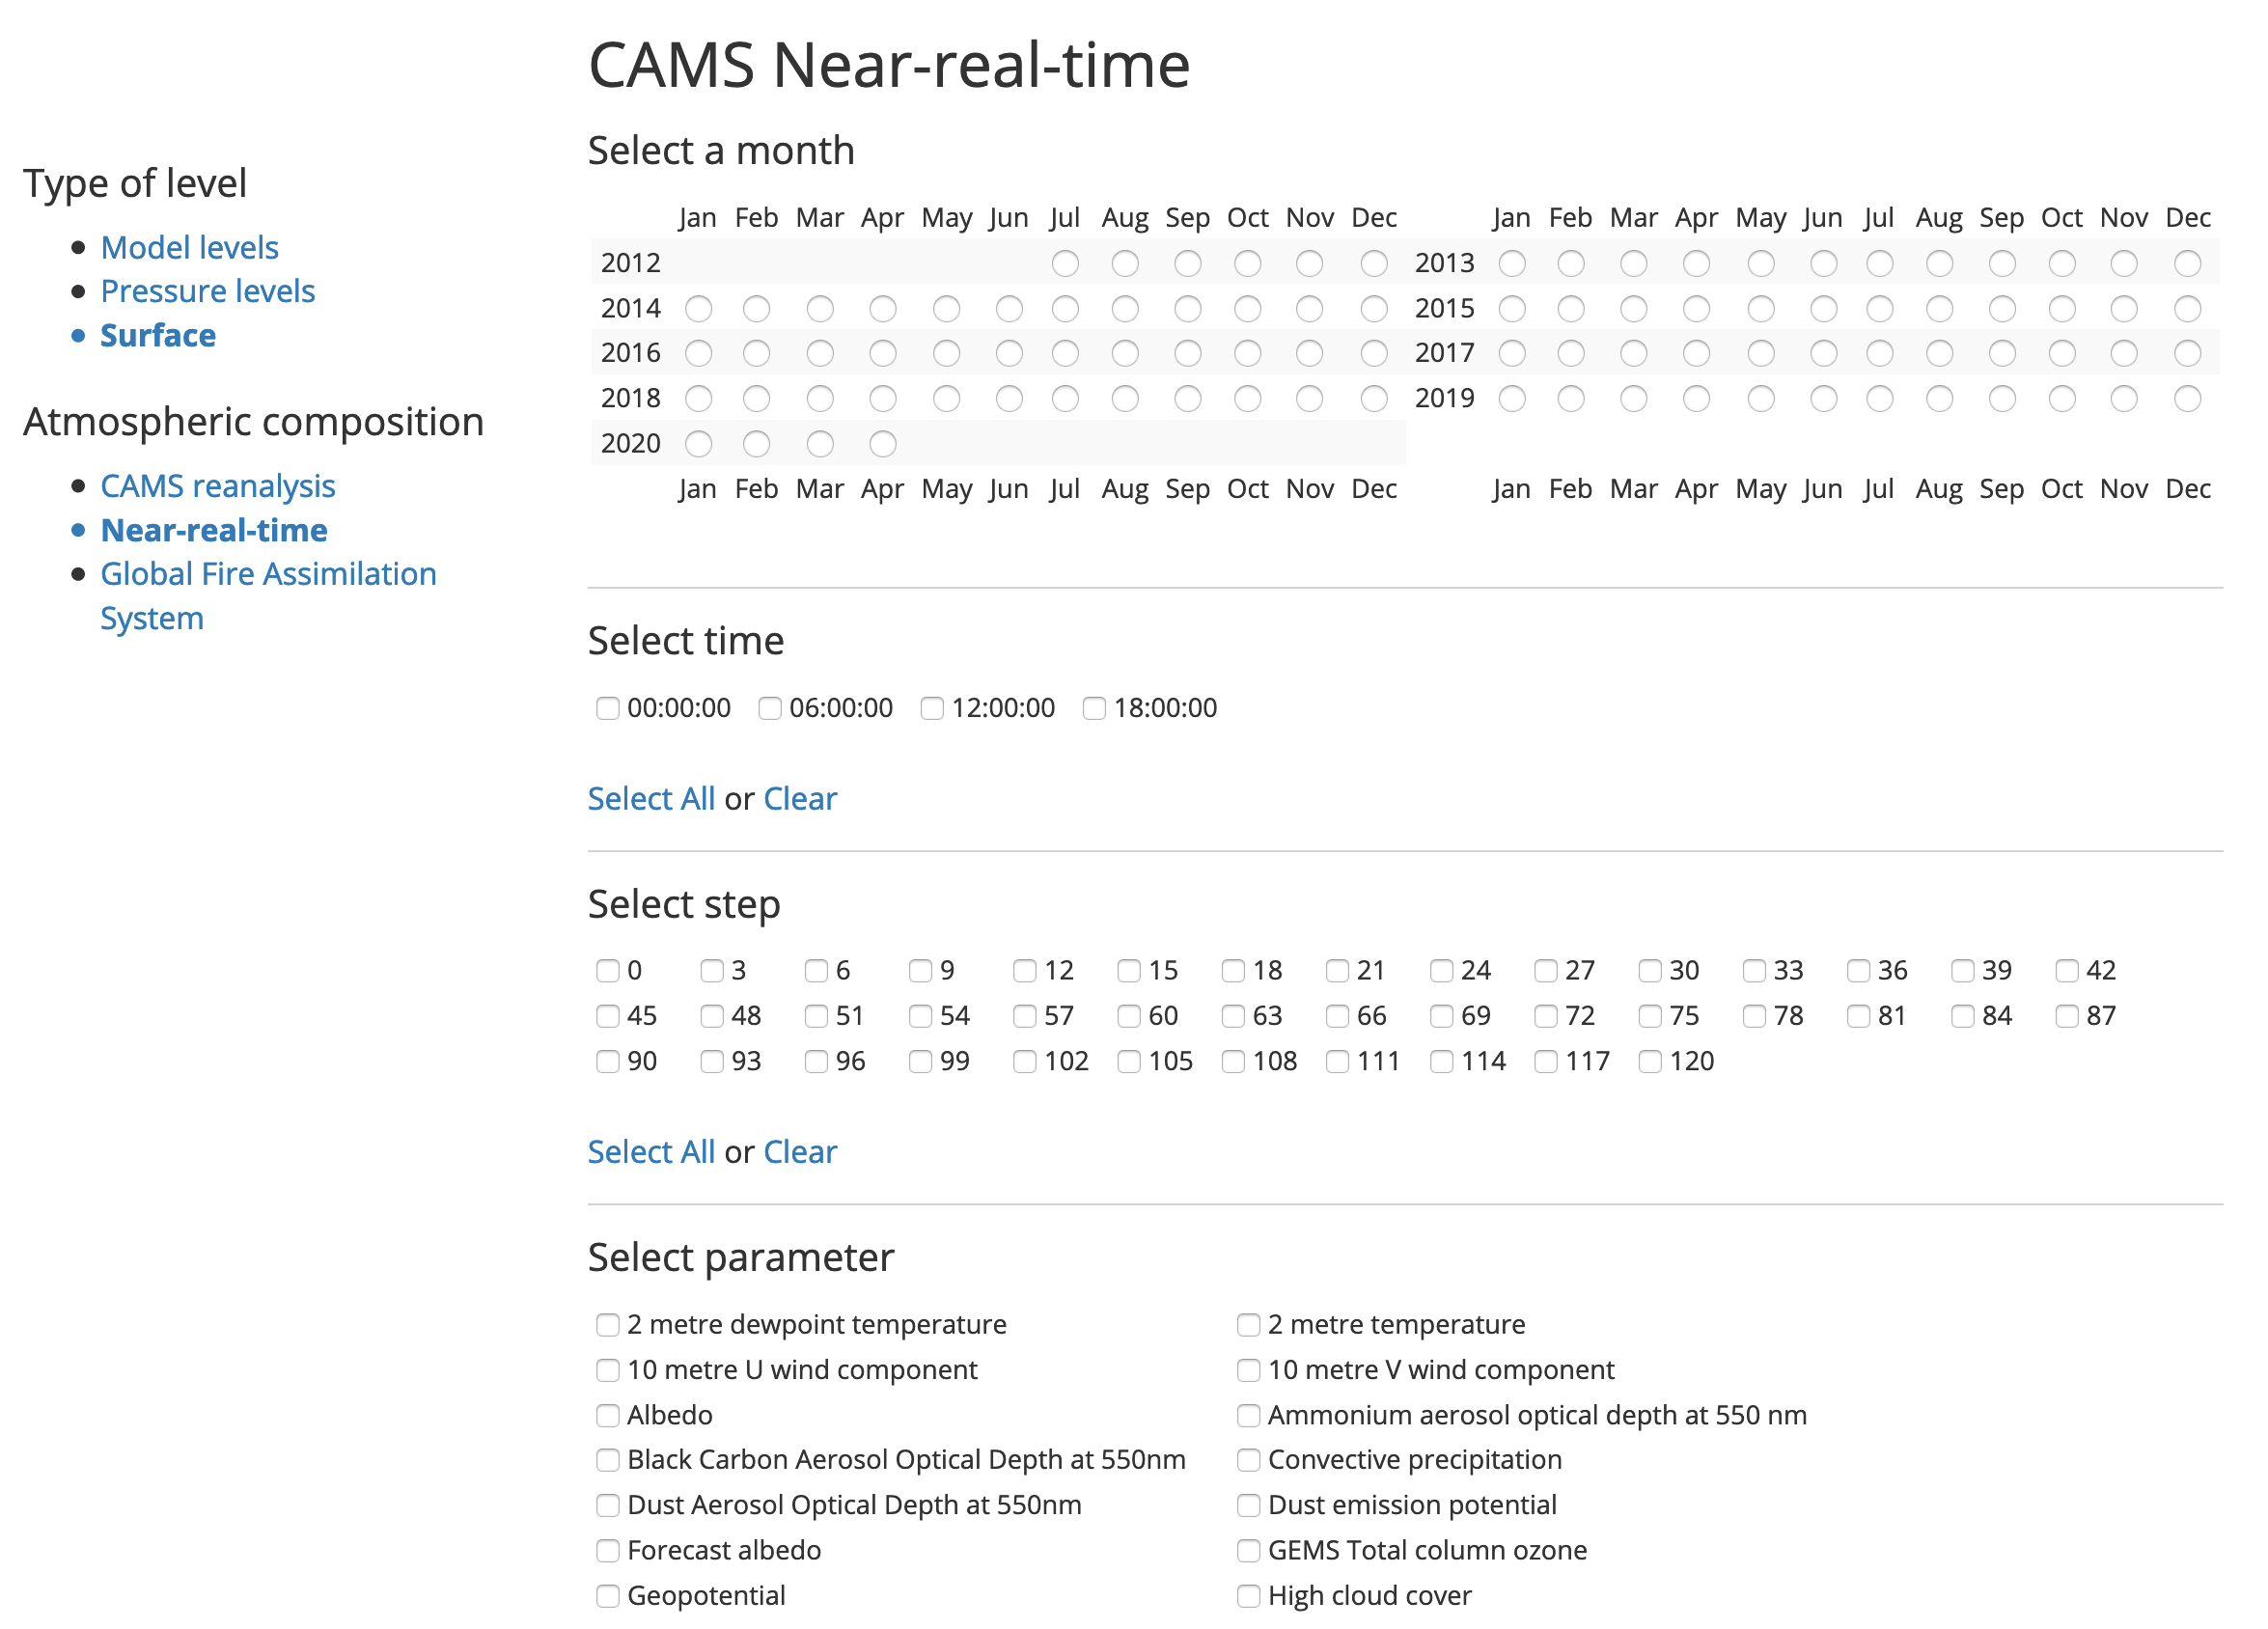 CAMS Near-real-time
Type of level
Model levels
Pressure levels
Surface
Atmospheric composition
CAMS reanalysis
Near-real-time
Global Fire Assimilation
System
Select a month
Jan Feb Mar Apr May Jun Jul Aug Sep Oct Nov Dec Jan Feb Mar Apr May Jun Jul Aug Sep Oct Nov Dec
2012 2013
2014 2015
2016 2017
2018 2019
2020
Jan Feb Mar Apr May Jun Jul Aug Sep Oct Nov Dec Jan Feb Mar Apr May Jun Jul Aug Sep Oct Nov Dec
Select time
00:00:00 06:00:00 12:00:00 18:00:00
Select All or Clear
Select step
0 3 6 9 12 15 18 21 24 27 30 33 36 39 42
45 48 51 54 57 60 63 66 69 72 75 78 81 84 87
90 93 96 99 102 105 108 111 114 117 120
Select All or Clear
Select parameter
2 metre dewpoint temperature 2 metre temperature
10 metre U wind component 10 metre V wind component
Albedo Ammonium aerosol optical depth at 550 nm
Black Carbon Aerosol Optical Depth at 550nm Convective precipitation
Dust Aerosol Optical Depth at 550nm Dust emission potential
Forecast albedo GEMS Total column ozone
Geopotential High cloud cover